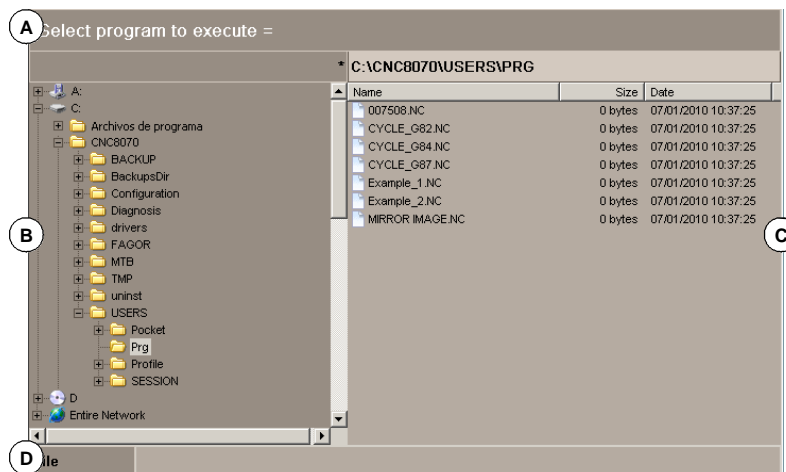 A
Select program to execute =
* C:\CNC8070\USERS\PRG
Name Size Date
A:
C:
Archivos de programa
CNC8070
BACKUP
BackupsDir
Configuration
Diagnosis
drivers
FAGOR
MTB
TMP
uninst
USERS
Pocket
Prg
Profile
SESSION
D
Entire Network
007508.NC 0 bytes 07/01/2010 10:37:25
CYCLE_G82.NC 0 bytes 07/01/2010 10:37:25
CYCLE_G84.NC 0 bytes 07/01/2010 10:37:25
CYCLE_G87.NC 0 bytes 07/01/2010 10:37:25
Example_1.NC 0 bytes 07/01/2010 10:37:25
Example_2.NC 0 bytes 07/01/2010 10:37:25
MIRROR IMAGE.NC 0 bytes 07/01/2010 10:37:25
B
C
D
ile